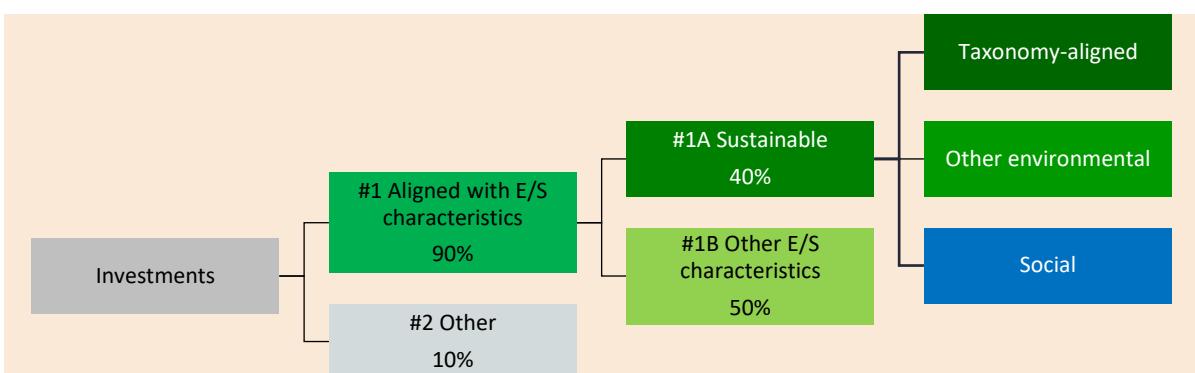 Investments
#1 Aligned with E/S
characteristics
90%
#2 Other
10%
#1A Sustainable
40%
#1B Other E/S
characteristics
50%
Taxonomy-aligned
Other environmental
Social